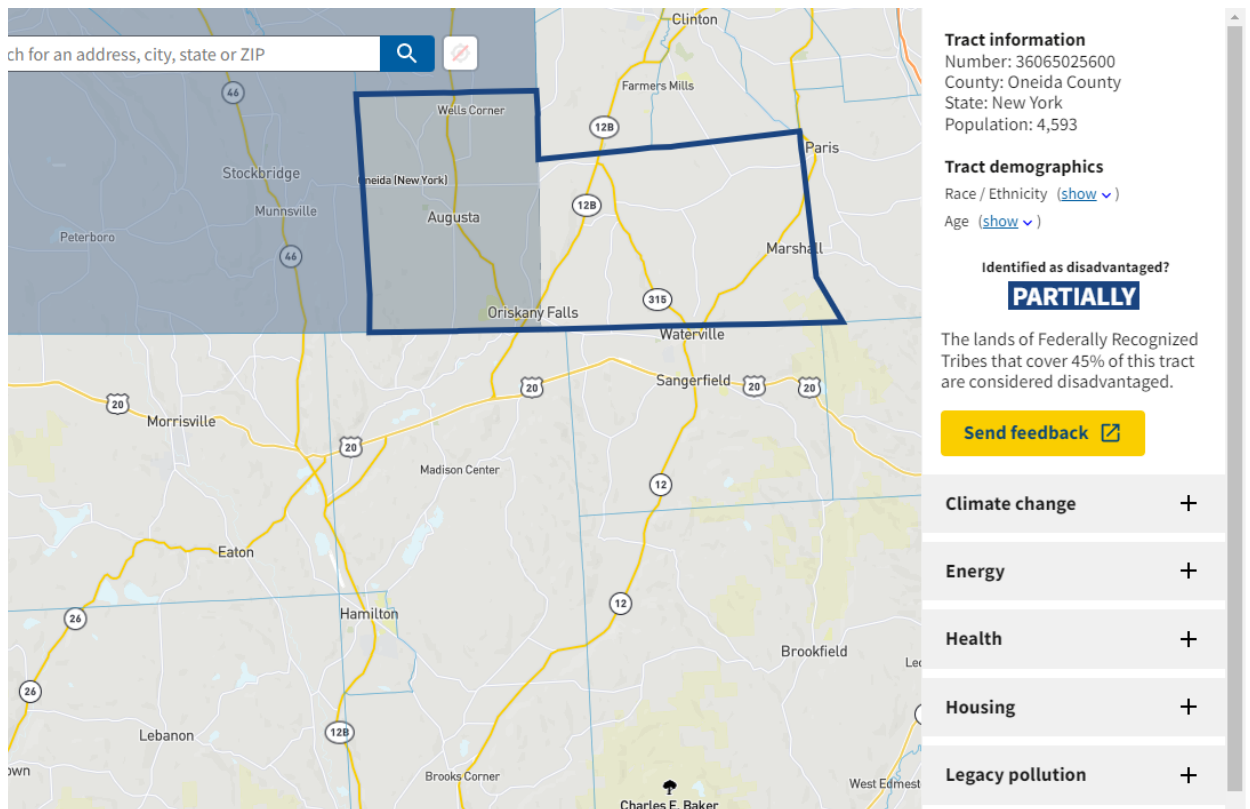 ch for an address, city, state or ZIP
Clinton
Farmers Mills
46
Wells Corner
12B
Paris
Stockbridge
Oneida (New York)
Munnsville
12B
Augusta
Peterboro
46
Marshall
315
Oriskany Falls
Waterville
Sangerfield
20
20
20
20
Morrisville
20
Madison Center
12
Eaton
12
26
Hamilton
Brookfield
Lec
26
12B
Lebanon
own
Brooks Corner
West Edmest
Charles E. Baker
Tract information
Number: 36065025600
County: Oneida County
State: New York
Population: 4,593
Tract demographics
Race / Ethnicity (show)
Age (show)
Identified as disadvantaged?
PARTIALLY
The lands of Federally Recognized
Tribes that cover 45% of this tract
are considered disadvantaged.
Send feedback
Climate change +
Energy +
Health +
Housing +
Legacy pollution +